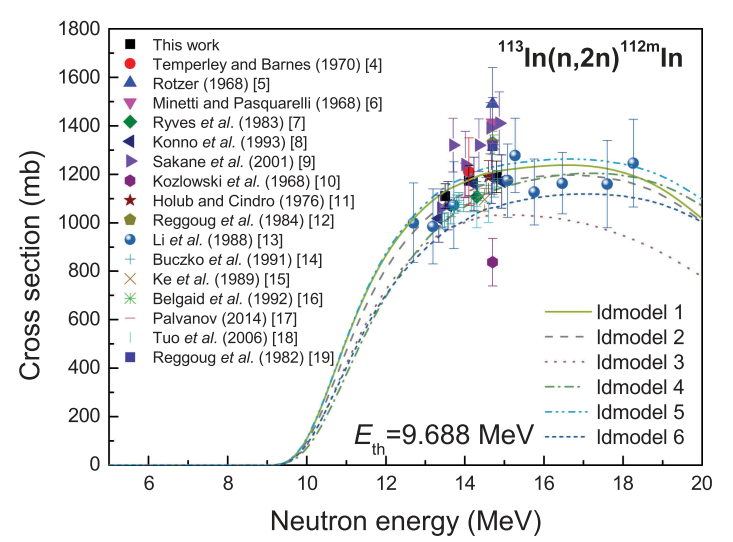 ¹¹³In(n,2n)¹¹²ᵐIn
This work
Temperley and Barnes (1970) [4]
Rotzer (1968) [5]
Minetti and Pasquarelli (1968) [6]
Ryves et al. (1983) [7]
Konno et al. (1993) [8]
Sakane et al. (2001) [9]
Kozlowski et al. (1968) [10]
Holub and Cindro (1976) [11]
Reggoug et al. (1984) [12]
Li et al. (1988) [13]
Buczko et al. (1991) [14]
Ke et al. (1989) [15]
Belgaid et al. (1992) [16]
Palvanov (2014) [17]
Tuo et al. (2006) [18]
Reggoug et al. (1982) [19]
ldmodel 1
ldmodel 2
ldmodel 3
ldmodel 4
ldmodel 5
ldmodel 6
Eth=9.688 MeV
Cross section (mb)
1800
1600
1400
1200
1000
800
600
400
200
0
6 8 10 12 14 16 18 20
Neutron energy (MeV)